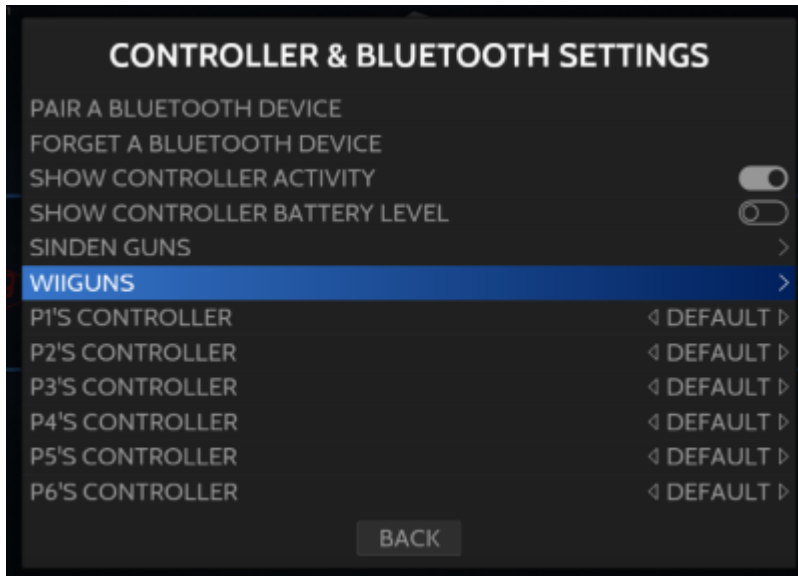 CONTROLLER & BLUETOOTH SETTINGS
PAIR A BLUETOOTH DEVICE
FORGET A BLUETOOTH DEVICE
SHOW CONTROLLER ACTIVITY
SHOW CONTROLLER BATTERY LEVEL
SINDEN GUNS
WIIGUNS
P1'S CONTROLLER DEFAULT
P2'S CONTROLLER DEFAULT
P3'S CONTROLLER DEFAULT
P4'S CONTROLLER DEFAULT
P5'S CONTROLLER DEFAULT
P6'S CONTROLLER DEFAULT
BACK